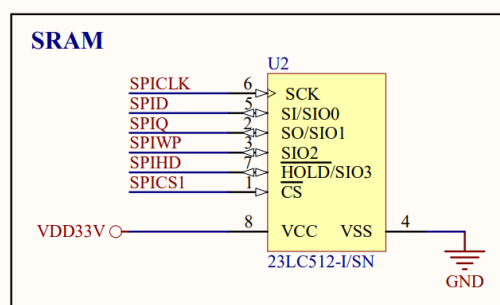 SRAM
U2
SPICLK 6 SCK
SPID 5 SI/SIO0
SPIQ 2 SO/SIO1
SPIWP 3 SIO2
SPIHD 7 HOLD/SIO3
SPICS1 1 CS
VDD33V 8 VCC VSS 4
23LC512-I/SN
GND